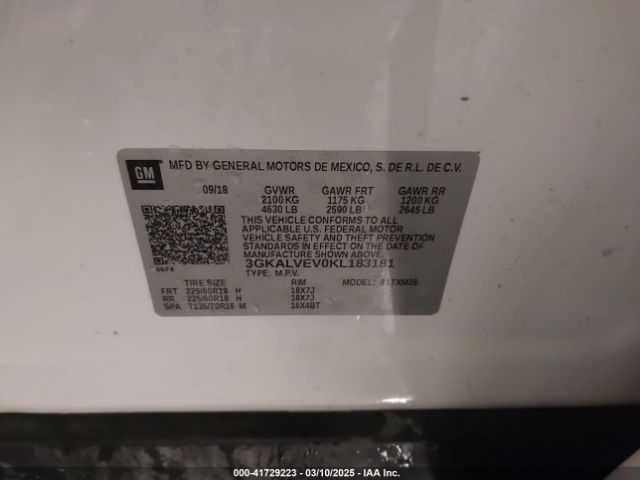 GM
MFD BY GENERAL MOTORS DE MEXICO, S. DE R.L. DE C.V.
09/18 GVWR GAWR FRT GAWR RR
2100 KG 1175 KG 1200 KG
4630 LB 2590 LB 2645 LB
THIS VEHICLE CONFORMS TO ALL
APPLICABLE U.S. FEDERAL MOTOR
VEHICLE SAFETY STANDARDS IN
EFFECT ON THE DATE OF
MANUFACTURE SHOWN ABOVE.
3GKALVEV0KL183181
TYPE: M.P.V.
TIRE SIZE RIM MODEL: 01TXM26
FRT 225/60R18 H 18X7J
RR 225/60R18 H 18X7J
SPA T135/70R16 M 16X4BT
000-41729223 — 03/10/2025 — IAA Inc.